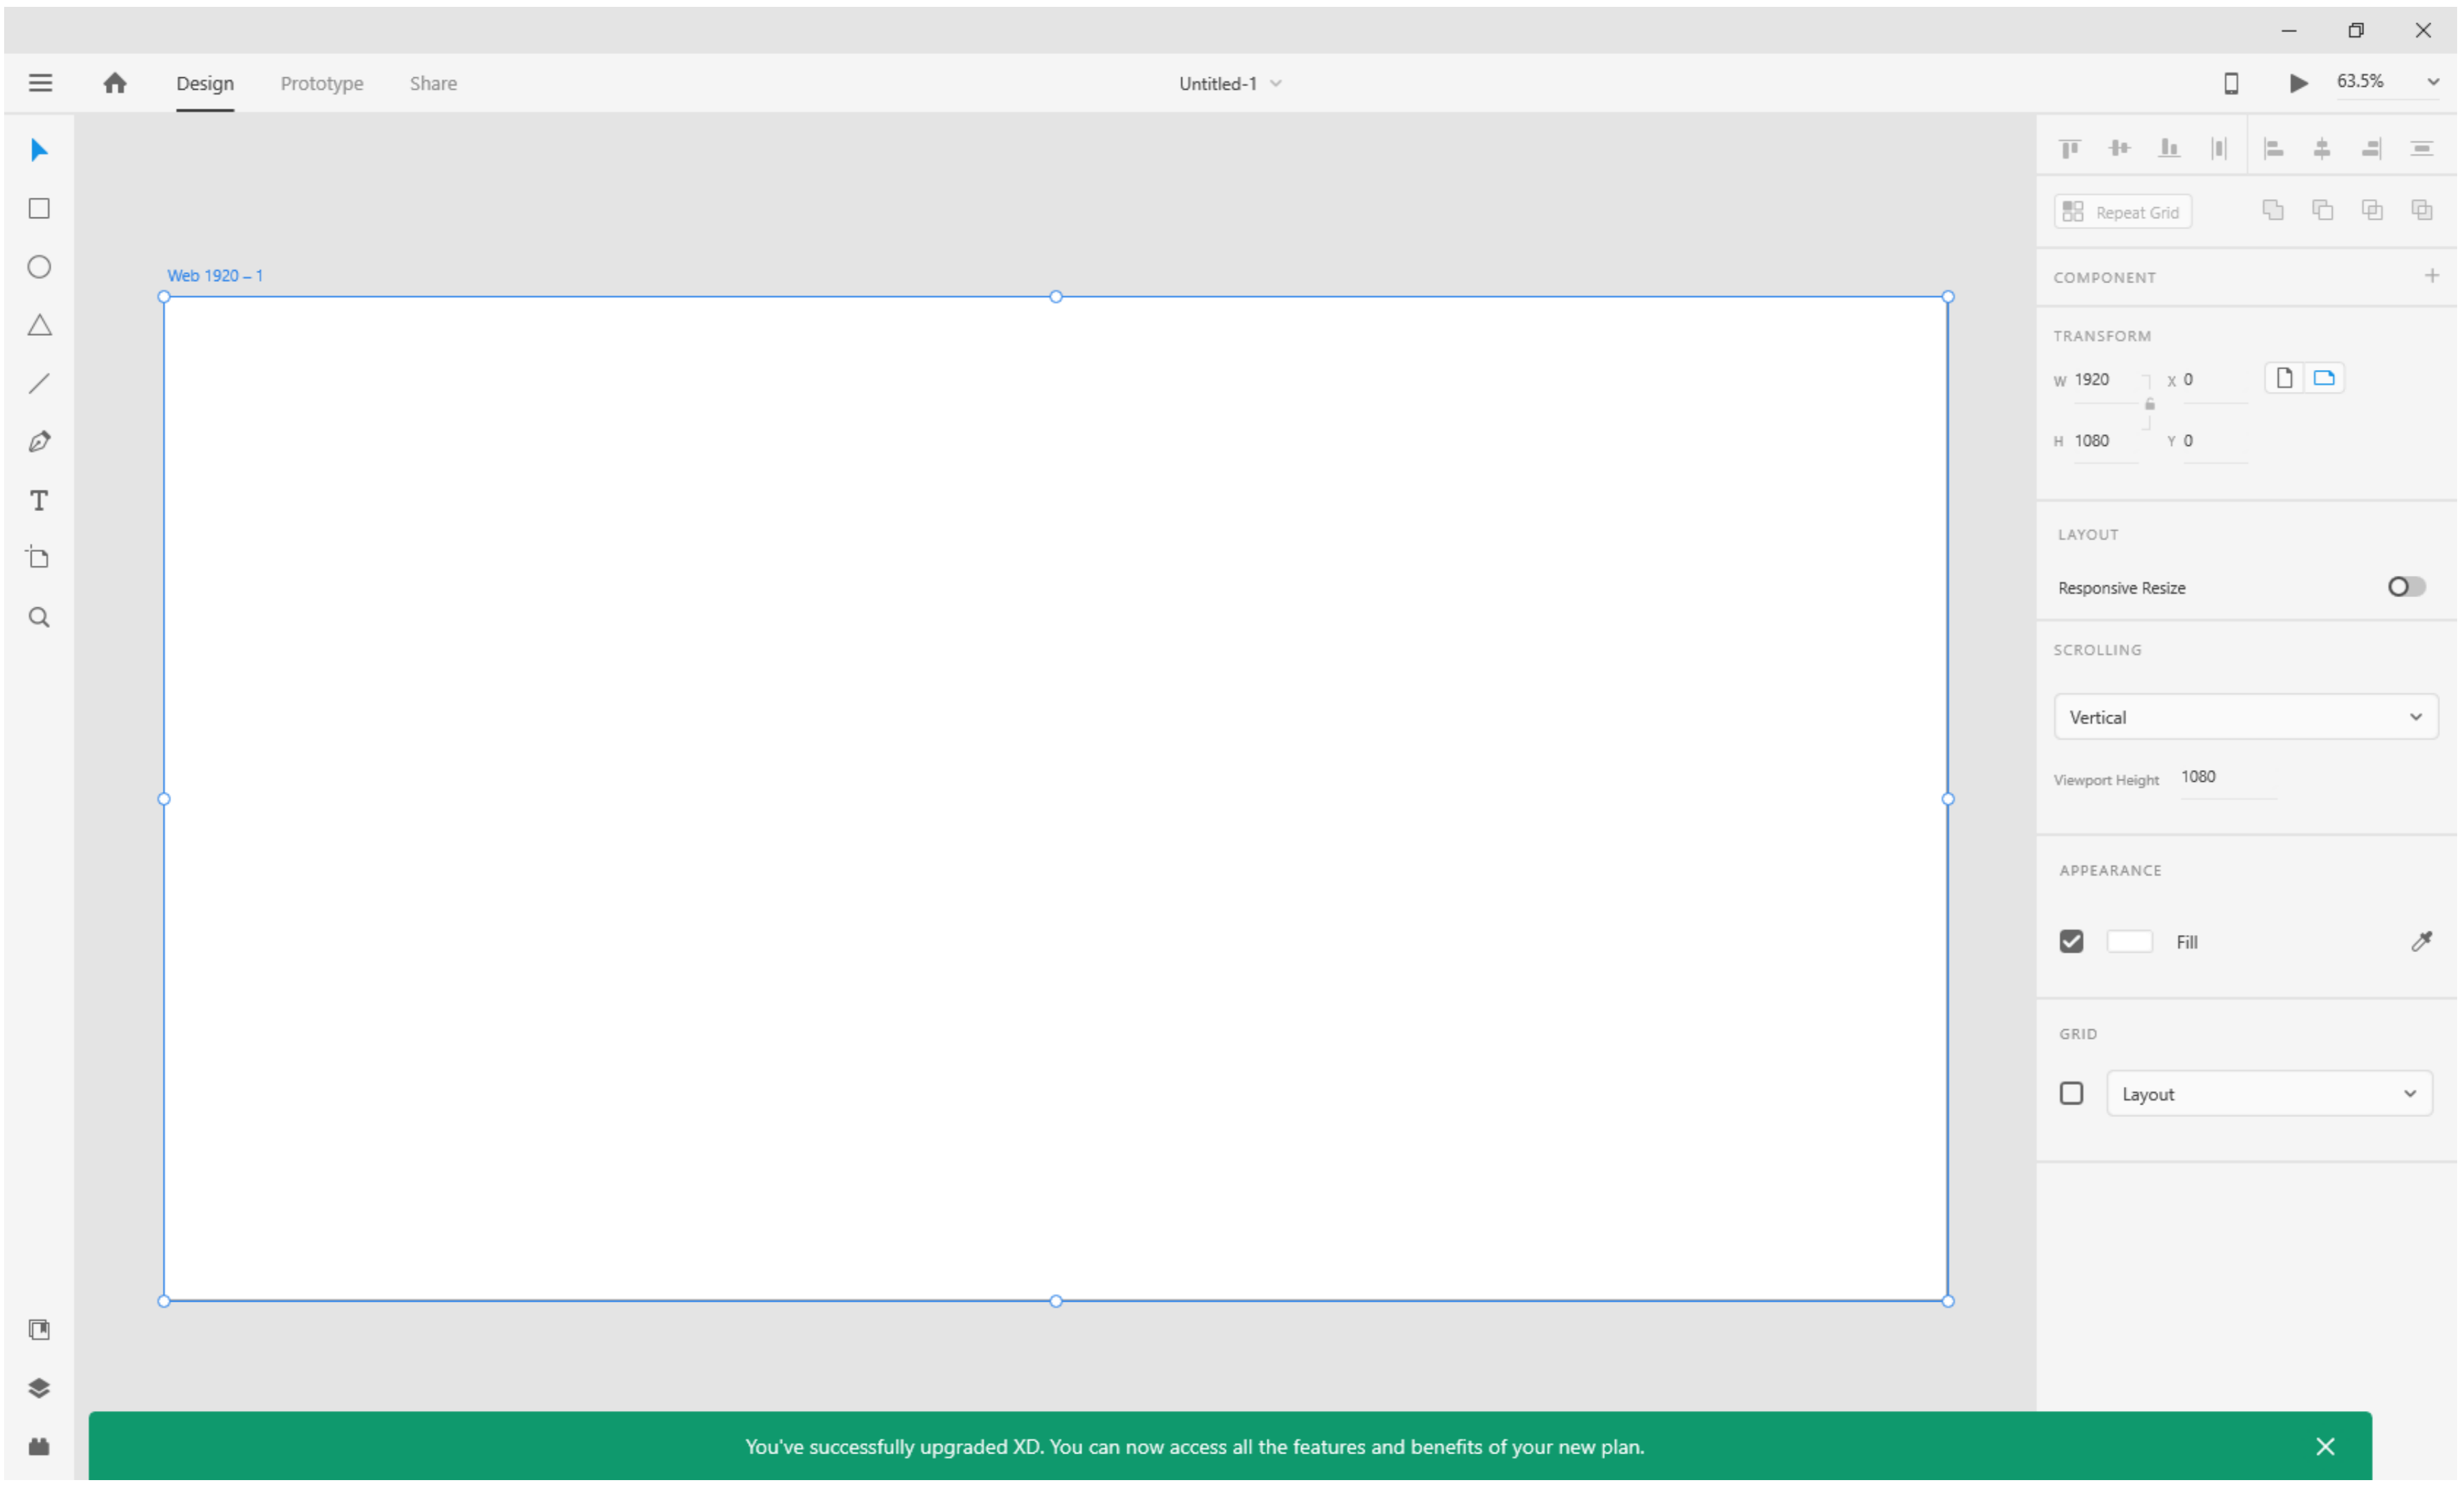 Design Prototype Share Untitled-1 63.5%
Repeat Grid
Web 1920 – 1
COMPONENT
TRANSFORM
W 1920 X 0
H 1080 Y 0
LAYOUT
Responsive Resize
SCROLLING
Vertical
Viewport Height 1080
APPEARANCE
Fill
GRID
Layout
You've successfully upgraded XD. You can now access all the features and benefits of your new plan.